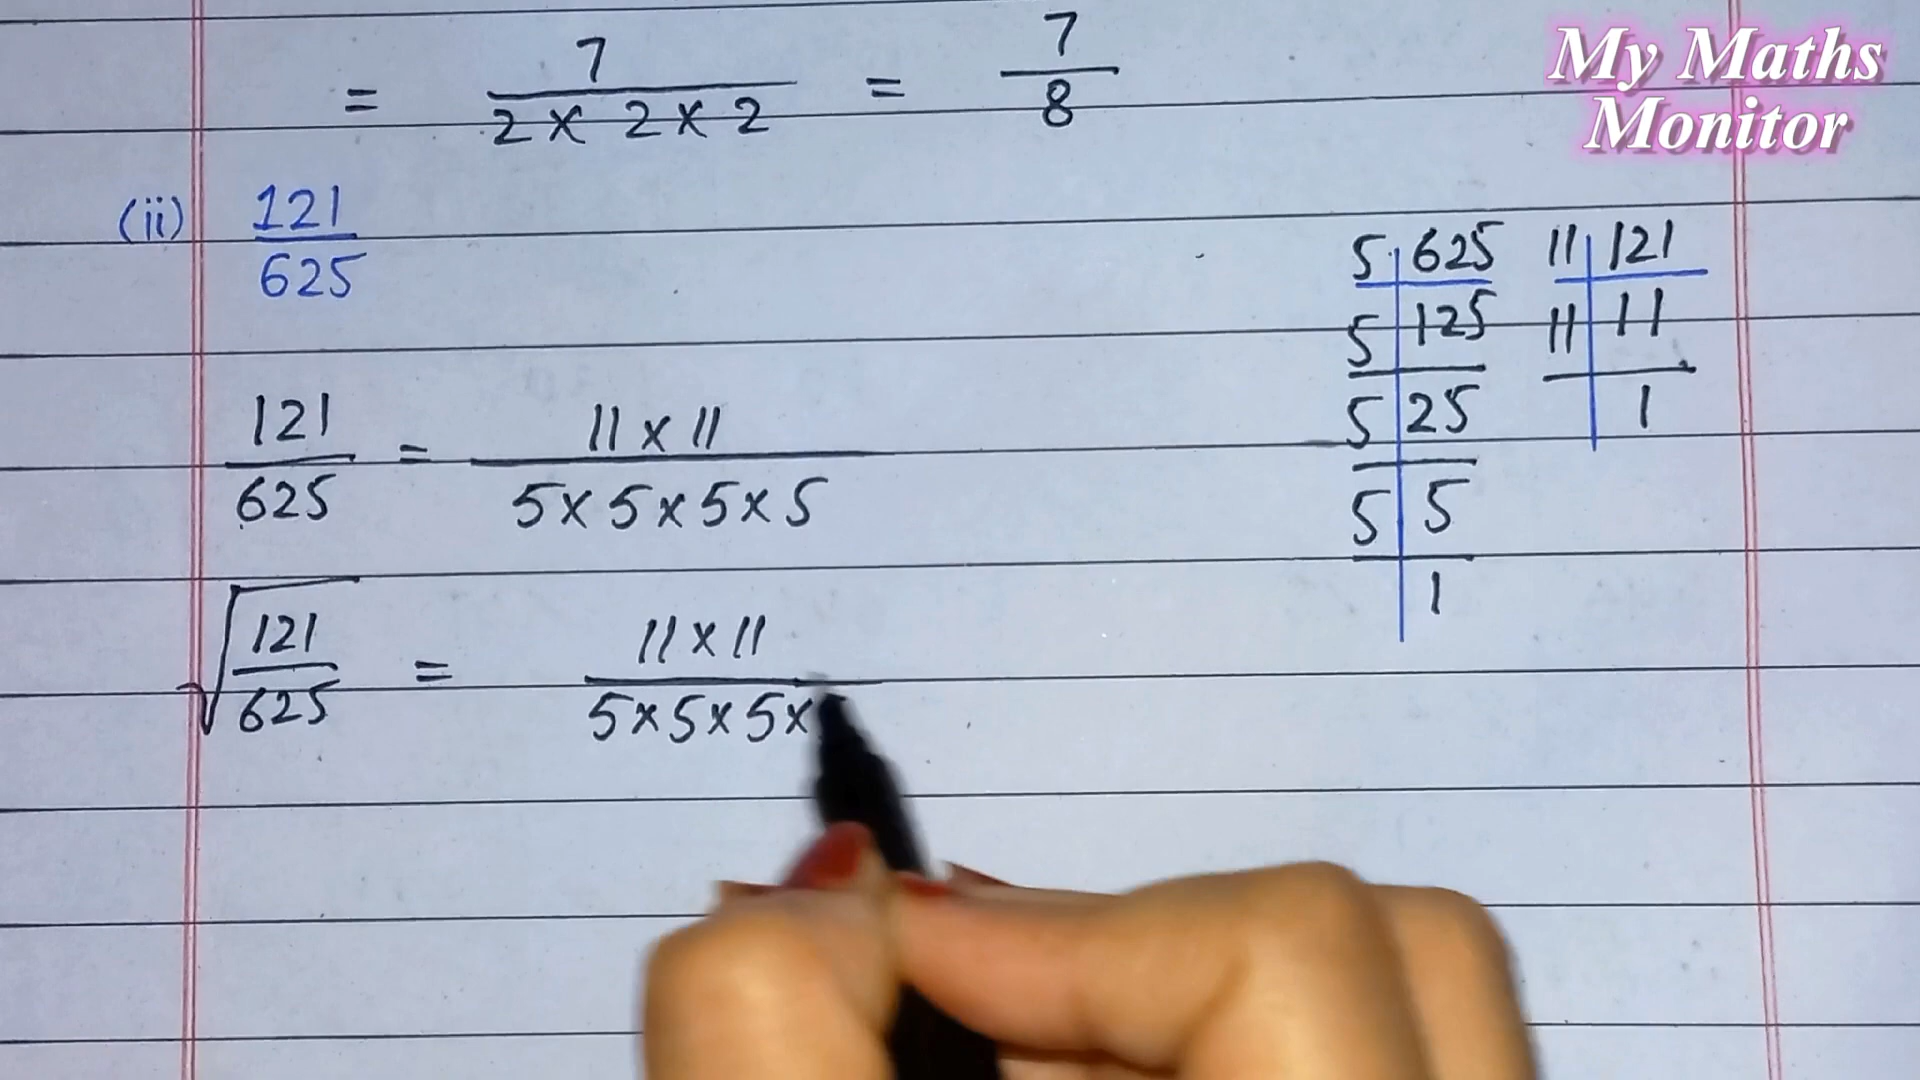 My Maths
Monitor
= 7 / 2 × 2 × 2 = 7 / 8
(ii) 121 / 625
121 / 625 = 11 × 11 / 5 × 5 × 5 × 5
√121 / 625 = 11 × 11 / 5 × 5 × 5 ×
5 | 625
5 | 125
5 | 25
5 | 5
1
11 | 121
11 | 11
1